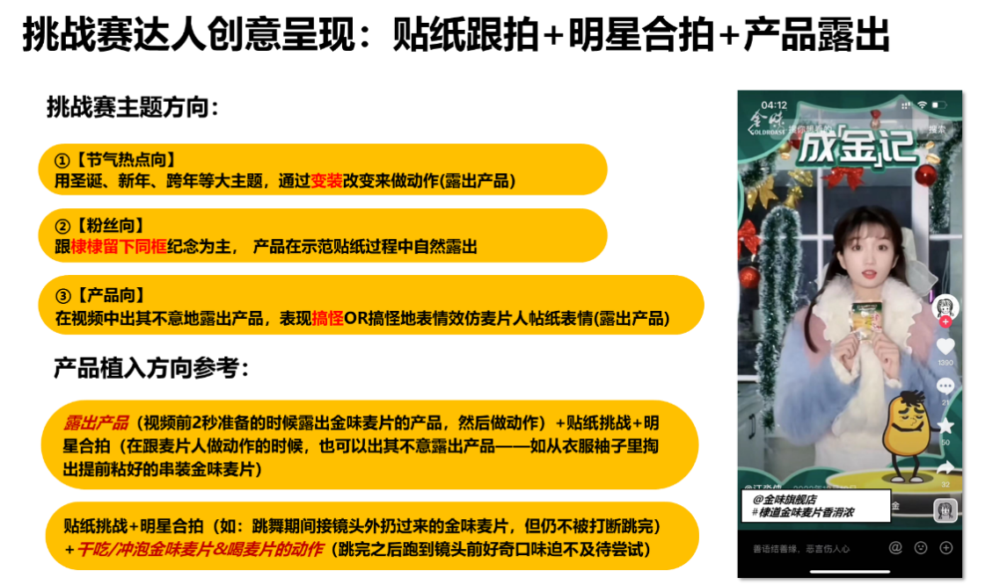 挑战赛达人创意呈现：贴纸跟拍+明星合拍+产品露出
挑战赛主题方向：
①【节气热点向】
用圣诞、新年、跨年等大主题，通过变装改变来做动作(露出产品)
②【粉丝向】
跟棣棣留下同框纪念为主， 产品在示范贴纸过程中自然露出
③【产品向】
在视频中出其不意地露出产品，表现搞怪OR搞怪地表情效仿麦片人帖纸表情(露出产品)
产品植入方向参考：
露出产品（视频前2秒准备的时候露出金味麦片的产品，然后做动作）+贴纸挑战+明
星合拍（在跟麦片人做动作的时候，也可以出其不意露出产品——如从衣服袖子里掏
出提前粘好的串装金味麦片）
贴纸挑战+明星合拍（如：跳舞期间接镜头外扔过来的金味麦片，但仍不被打断跳完）
+干吃/冲泡金味麦片&喝麦片的动作（跳完之后跑到镜头前好奇口味迫不及待尝试）
04:12
金味
GOLDROAST
搜索
成「金」记
1390
21
50
32
@金味旗舰店
#棣道金味麦片香滑浓
金
善语结善缘，恶言伤人心